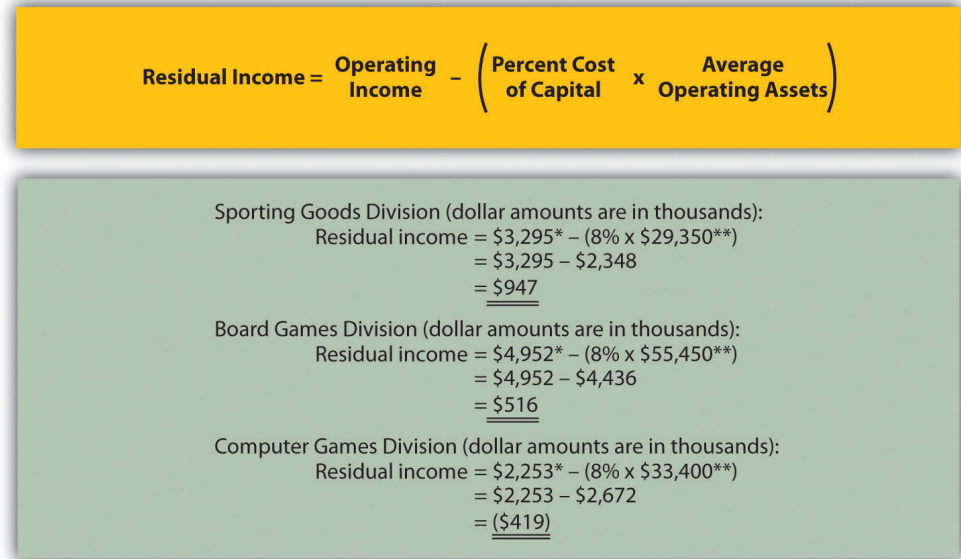 Residual Income = Operating Income – (Percent Cost of Capital x Average Operating Assets)
Sporting Goods Division (dollar amounts are in thousands):
Residual income = $3,295* – (8% x $29,350**)
= $3,295 – $2,348
= $947
Board Games Division (dollar amounts are in thousands):
Residual income = $4,952* – (8% x $55,450**)
= $4,952 – $4,436
= $516
Computer Games Division (dollar amounts are in thousands):
Residual income = $2,253* – (8% x $33,400**)
= $2,253 – $2,672
= ($419)